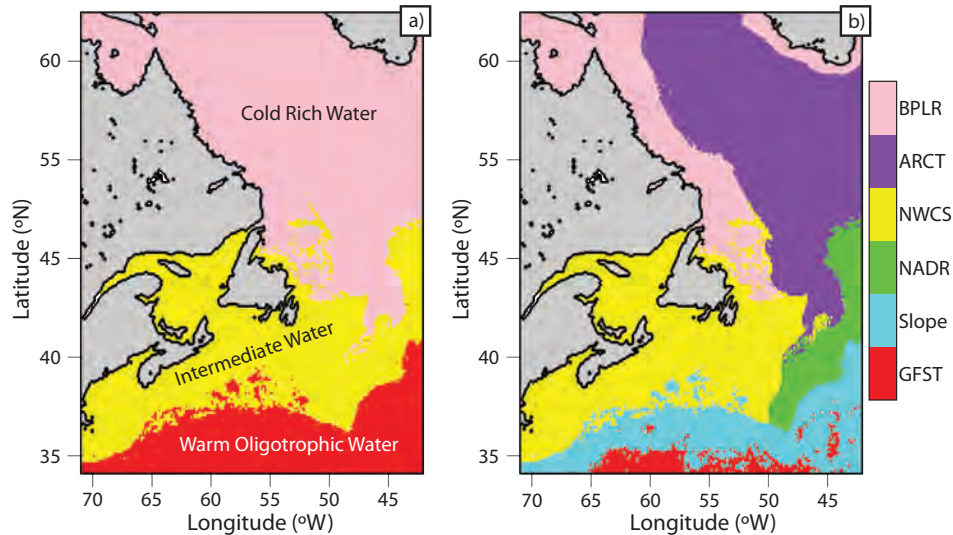 a)
Cold Rich Water
Intermediate Water
Warm Oligotrophic Water
60
55
50
45
40
35
Latitude (ºN)
70 65 60 55 50 45
Longitude (ºW)
b)
60
55
50
45
40
35
Latitude (ºN)
70 65 60 55 50 45
Longitude (ºW)
BPLR
ARCT
NWCS
NADR
Slope
GFST